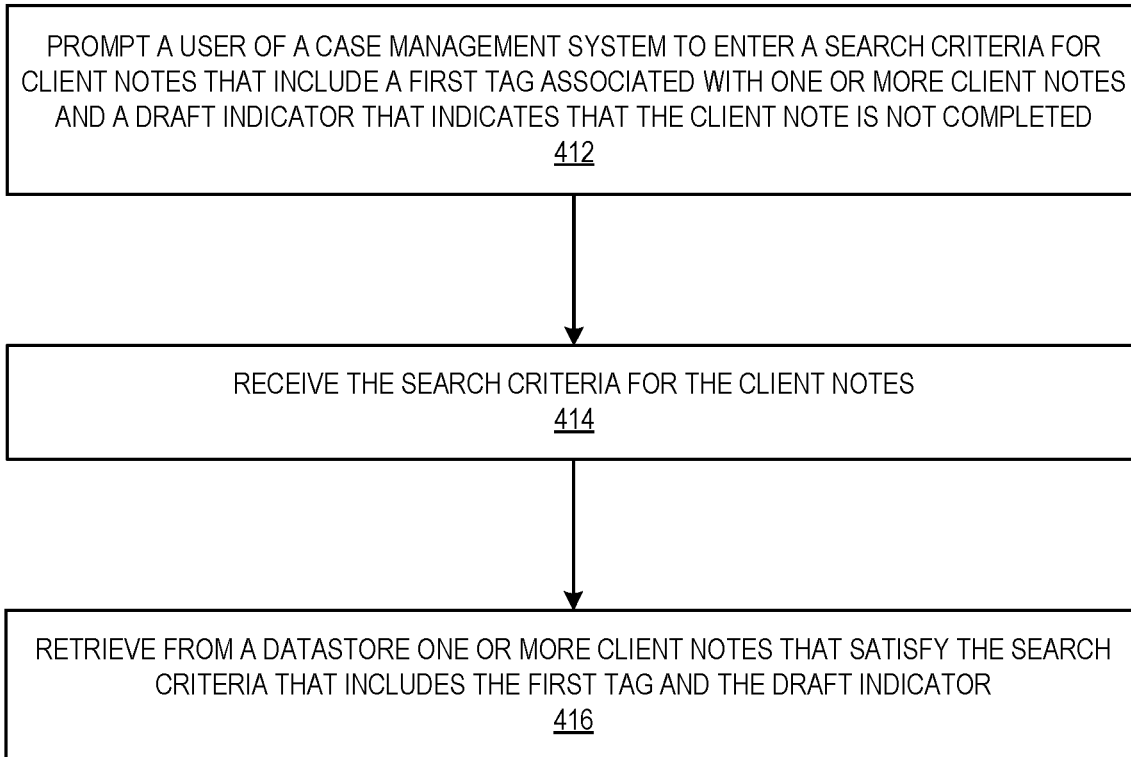 PROMPT A USER OF A CASE MANAGEMENT SYSTEM TO ENTER A SEARCH CRITERIA FOR
CLIENT NOTES THAT INCLUDE A FIRST TAG ASSOCIATED WITH ONE OR MORE CLIENT NOTES
AND A DRAFT INDICATOR THAT INDICATES THAT THE CLIENT NOTE IS NOT COMPLETED
412
RECEIVE THE SEARCH CRITERIA FOR THE CLIENT NOTES
414
RETRIEVE FROM A DATASTORE ONE OR MORE CLIENT NOTES THAT SATISFY THE SEARCH
CRITERIA THAT INCLUDES THE FIRST TAG AND THE DRAFT INDICATOR
416